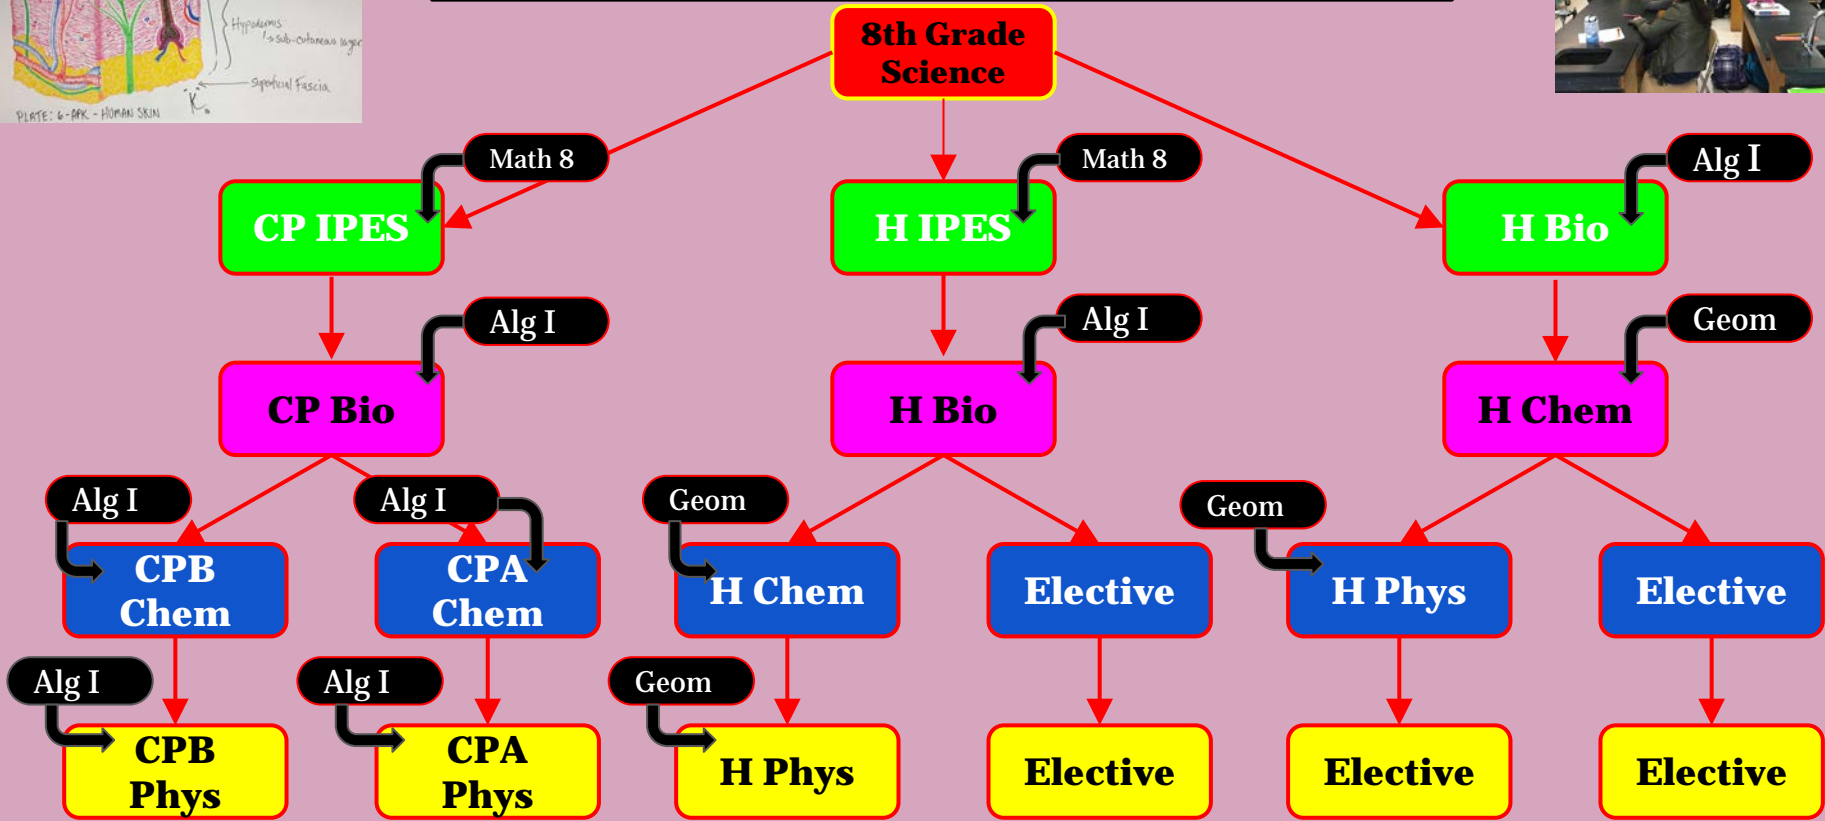 Hypodermis
↳ sub-cutaneous layer
Superficial Fascia
PLATE: 6-APK - HUMAN SKIN
8th Grade
Science
Math 8
Math 8
Alg I
CP IPES
H IPES
H Bio
Alg I
Alg I
Geom
CP Bio
H Bio
H Chem
Alg I
Alg I
Geom
Geom
CPB
Chem
CPA
Chem
H Chem
Elective
H Phys
Elective
Alg I
Alg I
Geom
CPB
Phys
CPA
Phys
H Phys
Elective
Elective
Elective